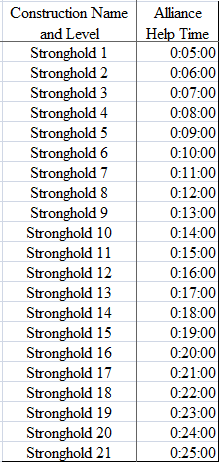 Construction Name Alliance
and Level Help Time
Stronghold 1 0:05:00
Stronghold 2 0:06:00
Stronghold 3 0:07:00
Stronghold 4 0:08:00
Stronghold 5 0:09:00
Stronghold 6 0:10:00
Stronghold 7 0:11:00
Stronghold 8 0:12:00
Stronghold 9 0:13:00
Stronghold 10 0:14:00
Stronghold 11 0:15:00
Stronghold 12 0:16:00
Stronghold 13 0:17:00
Stronghold 14 0:18:00
Stronghold 15 0:19:00
Stronghold 16 0:20:00
Stronghold 17 0:21:00
Stronghold 18 0:22:00
Stronghold 19 0:23:00
Stronghold 20 0:24:00
Stronghold 21 0:25:00